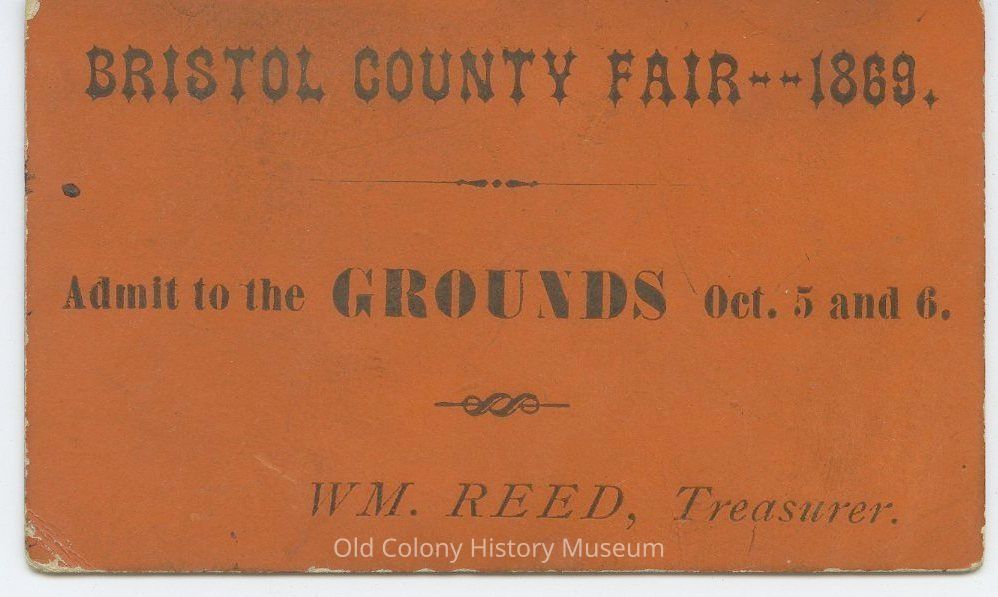 BRISTOL COUNTY FAIR--1869.
Admit to the GROUNDS Oct. 5 and 6.
WM. REED, Treasurer.
Old Colony History Museum